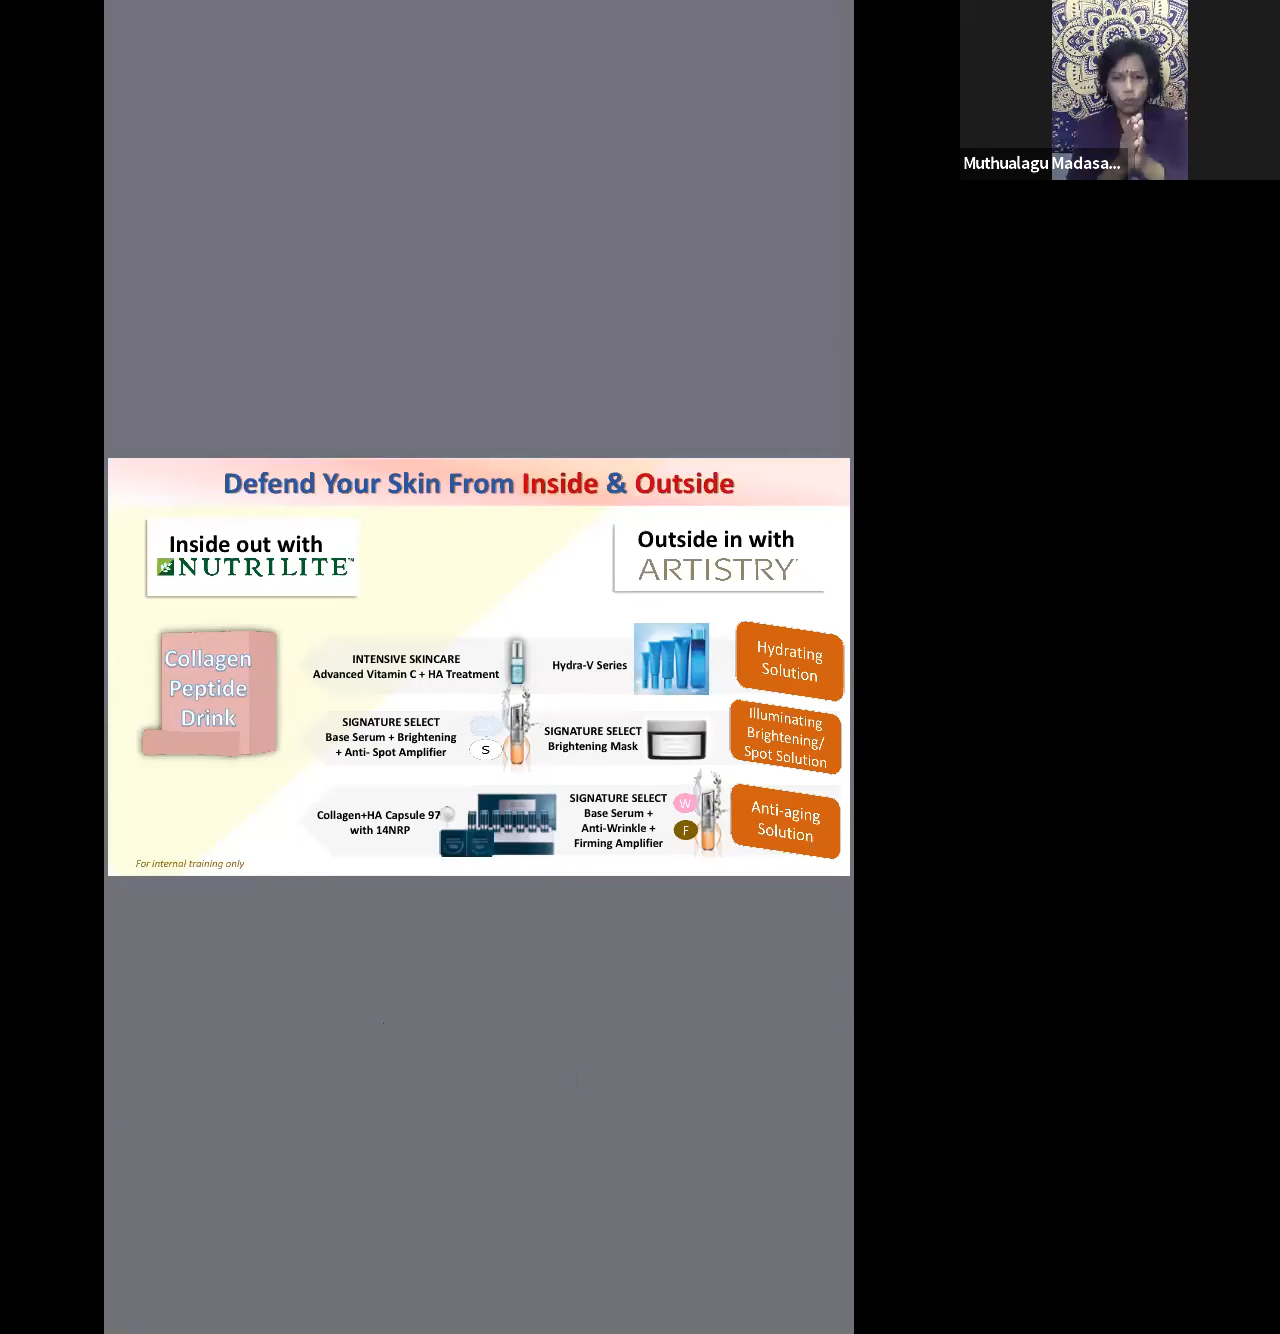 Muthualagu Madasa...
Defend Your Skin From Inside & Outside
Inside out with
NUTRILITE™
Outside in with
ARTISTRY
Collagen
Peptide
Drink
INTENSIVE SKINCARE
Advanced Vitamin C + HA Treatment
Hydra-V Series
Hydrating
Solution
SIGNATURE SELECT
Base Serum + Brightening
+ Anti- Spot Amplifier
S
SIGNATURE SELECT
Brightening Mask
Illuminating
Brightening/
Spot Solution
Collagen+HA Capsule 97
with 14NRP
SIGNATURE SELECT
Base Serum +
Anti-Wrinkle +
Firming Amplifier
W
F
Anti-aging
Solution
For internal training only